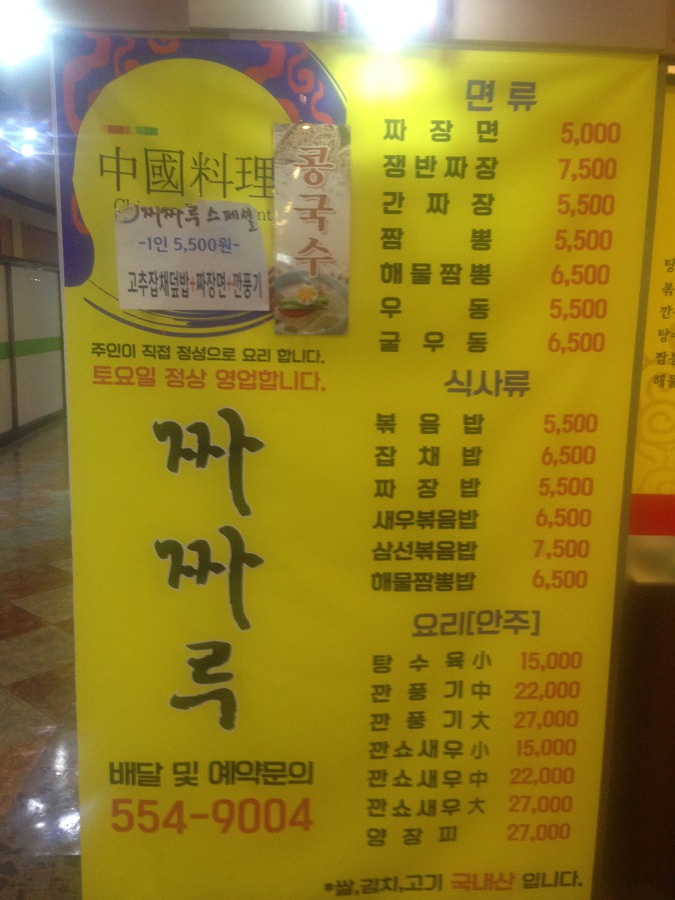 中國料理
짜짜루스페셜
-1인 5,500원-
고추잡채덮밥+짜장면+깐풍기
콩국수
주인이 직접 정성으로 요리 합니다.
토요일 정상 영업합니다.
짜짜루
배달 및 예약문의
554-9004
면류
짜장면 5,000
쟁반짜장 7,500
간짜장 5,500
짬뽕 5,500
해물짬뽕 6,500
우동 5,500
굴우동 6,500
식사류
볶음밥 5,500
잡채밥 6,500
짜장밥 5,500
새우볶음밥 6,500
삼선볶음밥 7,500
해물짬뽕밥 6,500
요리[안주]
탕수육小 15,000
깐풍기中 22,000
깐풍기大 27,000
깐쇼새우小 15,000
깐쇼새우中 22,000
깐쇼새우大 27,000
양장피 27,000
*쌀,김치,고기 국내산 입니다.